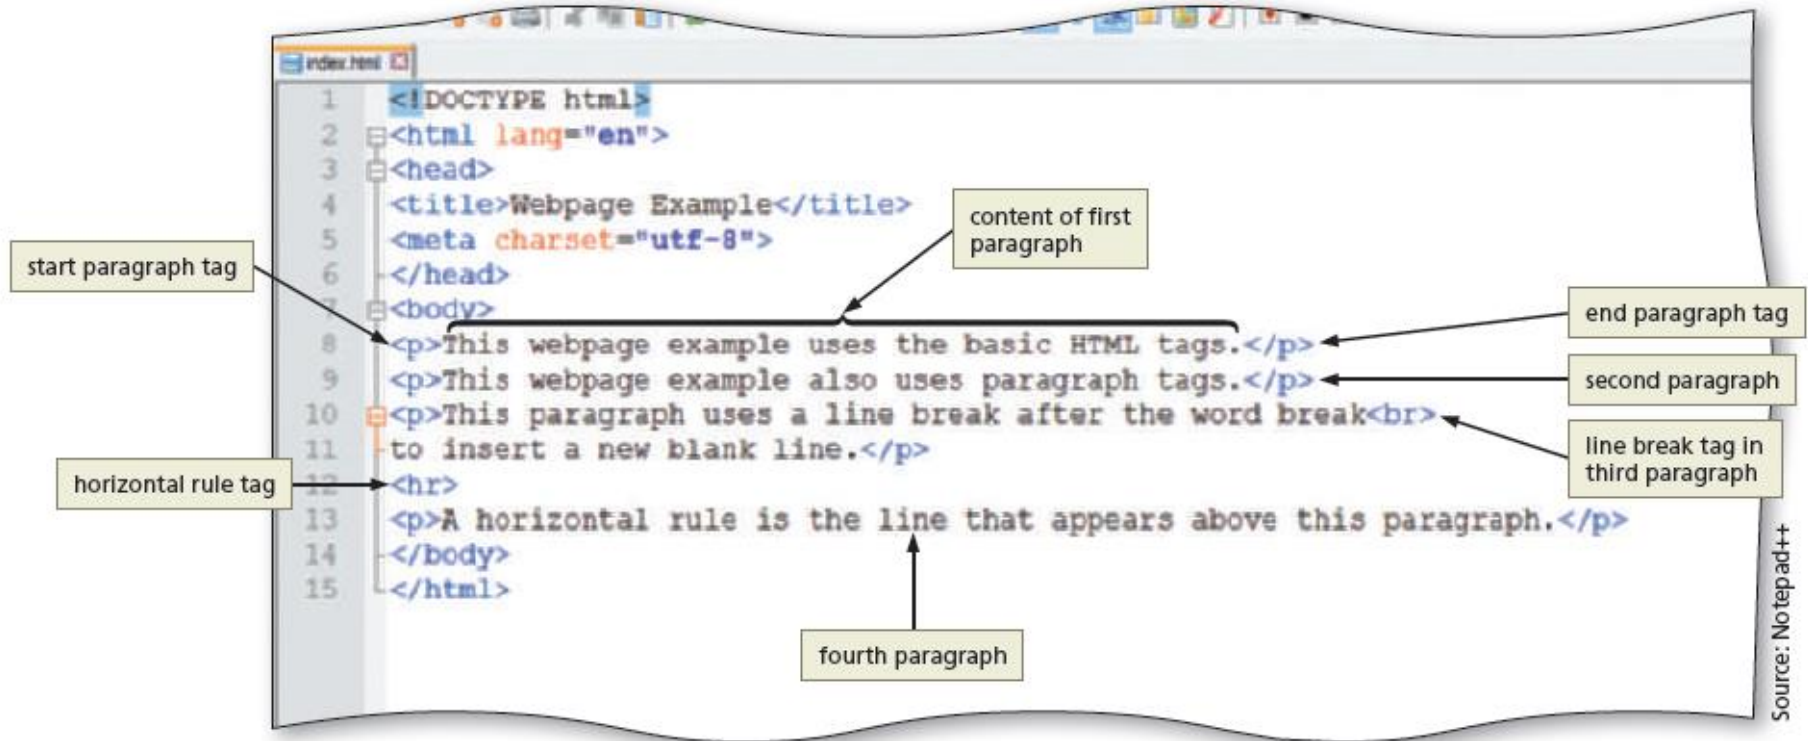 index.html
1 <!DOCTYPE html>
2 <html lang="en">
3 <head>
4 <title>Webpage Example</title>
content of first
paragraph
5 <meta charset="utf-8">
start paragraph tag
6 </head>
7 <body>
end paragraph tag
8 <p>This webpage example uses the basic HTML tags.</p>
9 <p>This webpage example also uses paragraph tags.</p>
second paragraph
10 <p>This paragraph uses a line break after the word break<br>
11 to insert a new blank line.</p>
line break tag in
third paragraph
horizontal rule tag
12 <hr>
13 <p>A horizontal rule is the line that appears above this paragraph.</p>
14 </body>
15 </html>
fourth paragraph
Source: Notepad++